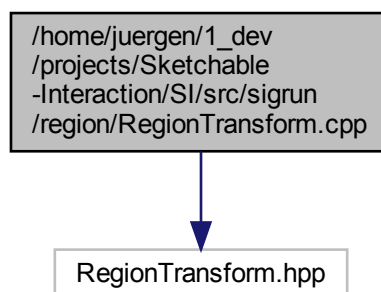 /home/juergen/1_dev
/projects/Sketchable
-Interaction/SI/src/sigrun
/region/RegionTransform.cpp
RegionTransform.hpp